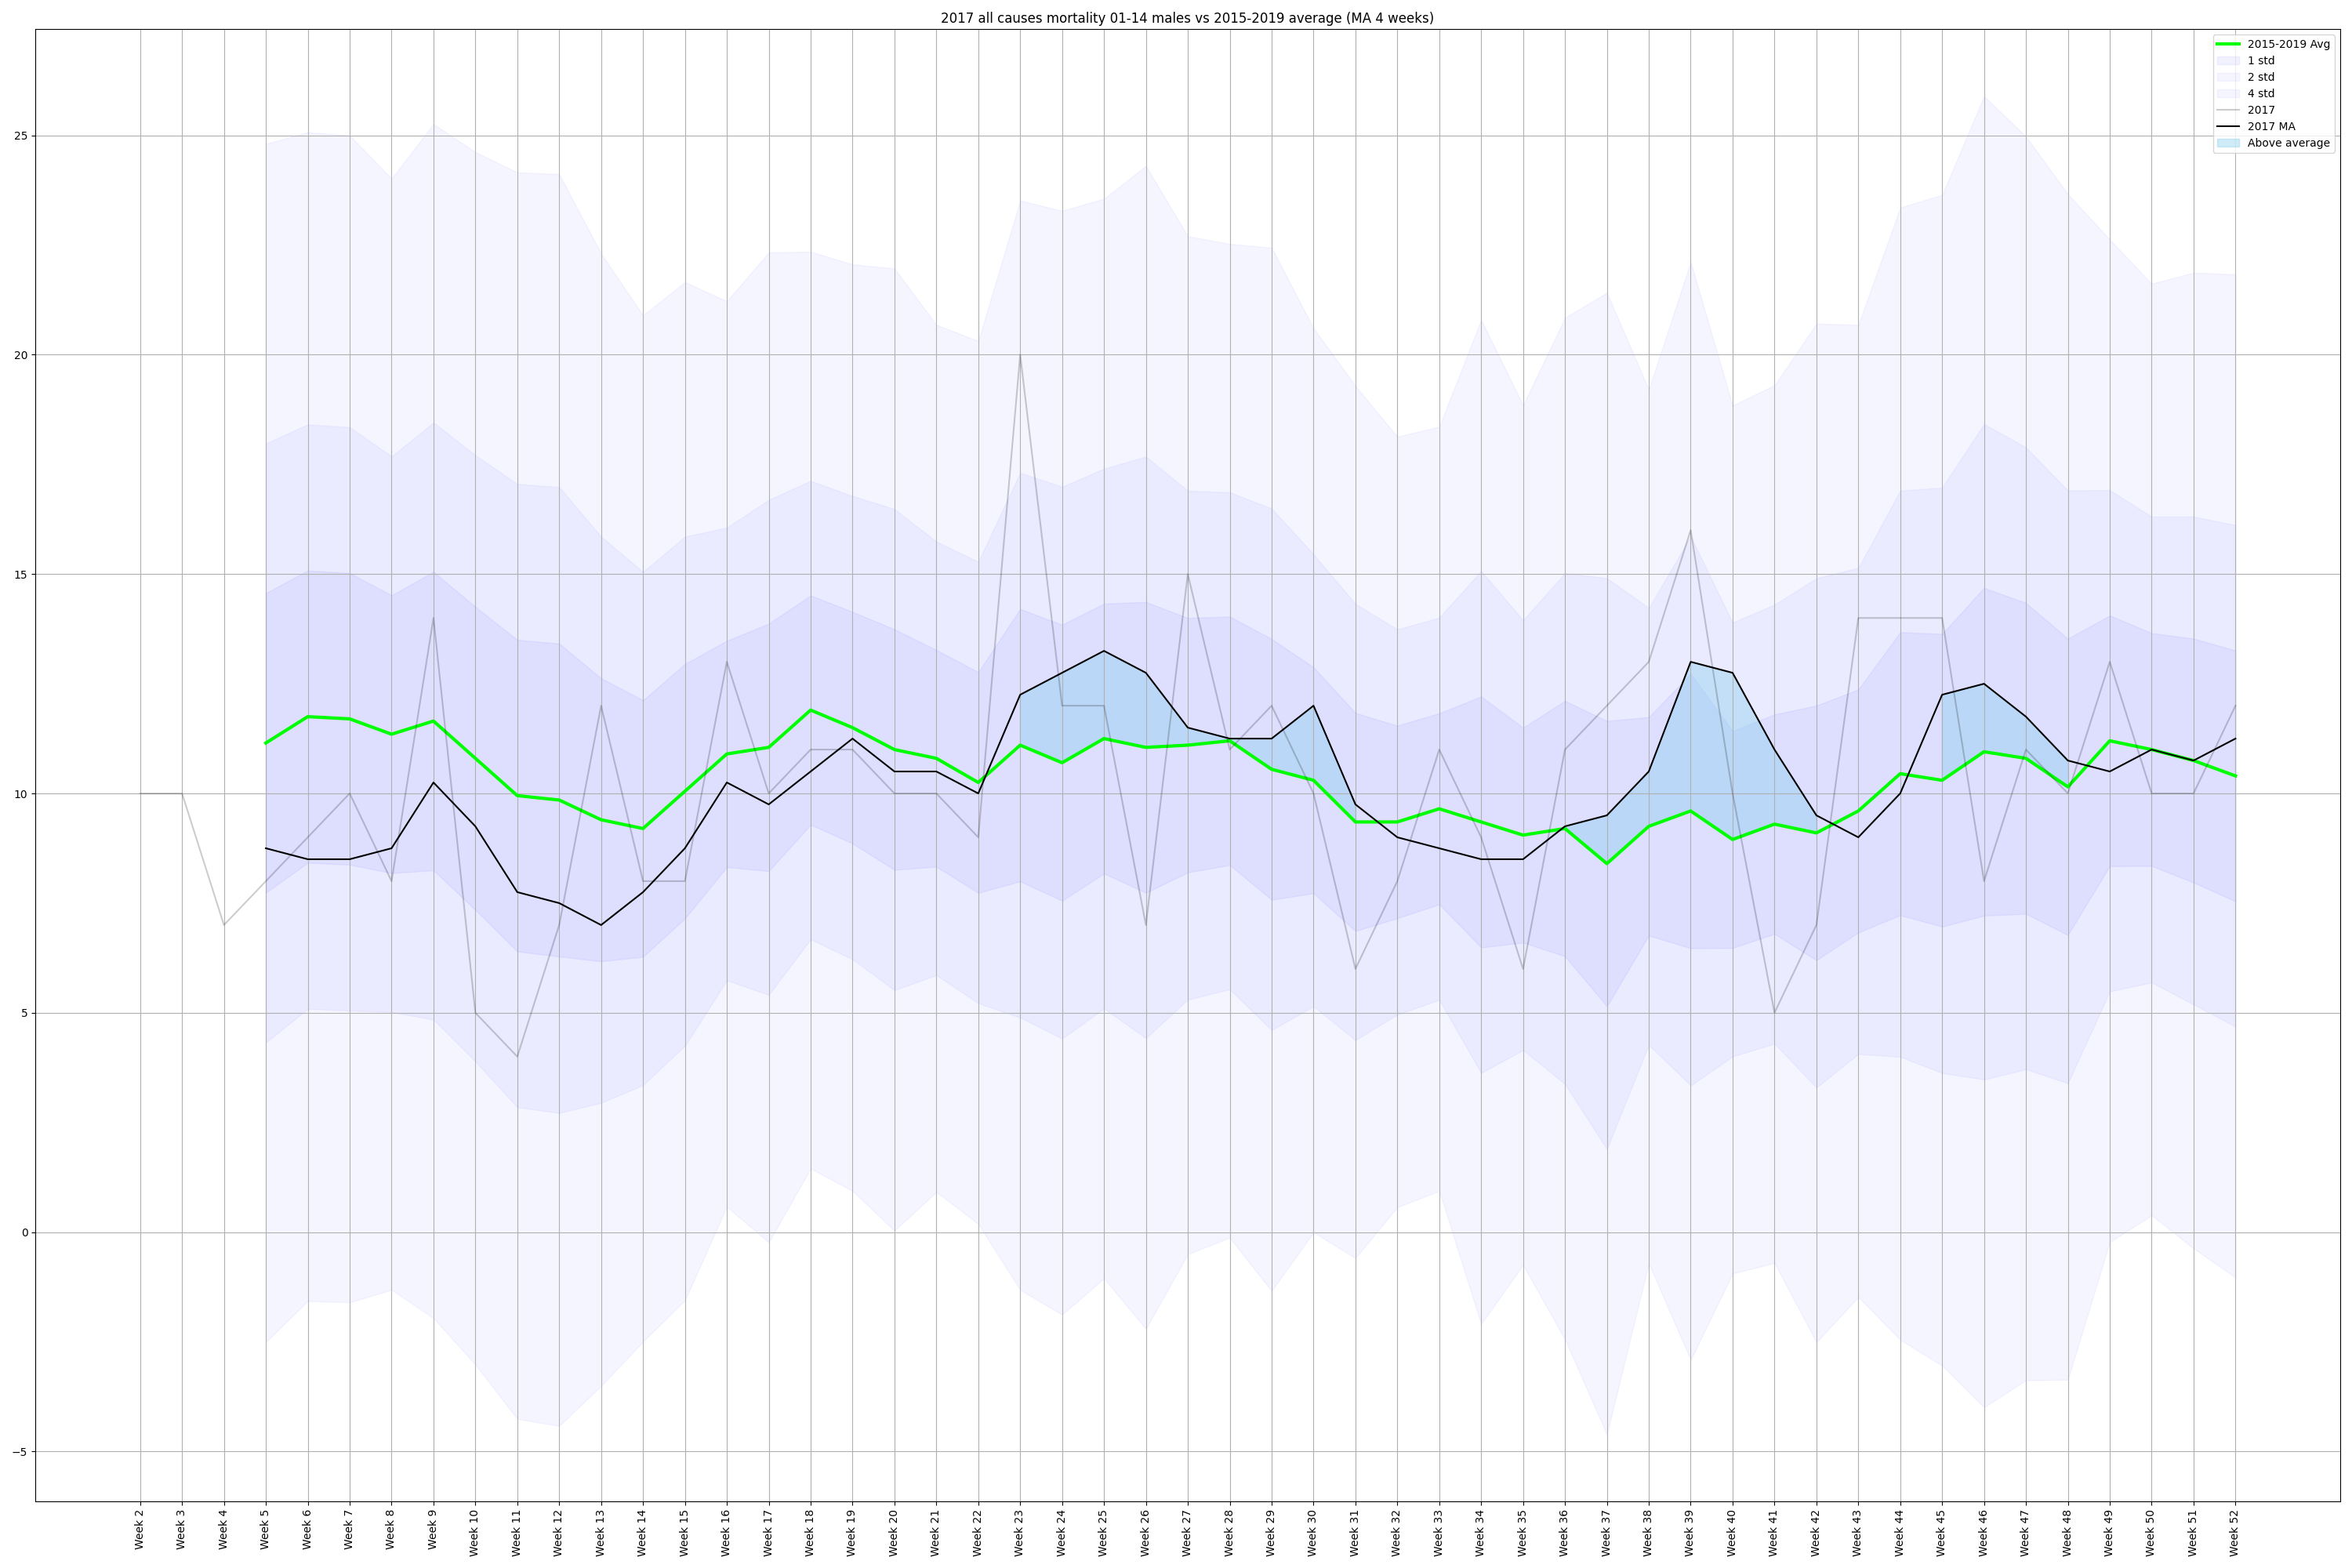 2017 all causes mortality 01-14 males vs 2015-2019 average (MA 4 weeks)
2015-2019 Avg
1 std
2 std
4 std
2017
2017 MA
Above average
25
20
15
10
5
0
−5
Week 2
Week 3
Week 4
Week 5
Week 6
Week 7
Week 8
Week 9
Week 10
Week 11
Week 12
Week 13
Week 14
Week 15
Week 16
Week 17
Week 18
Week 19
Week 20
Week 21
Week 22
Week 23
Week 24
Week 25
Week 26
Week 27
Week 28
Week 29
Week 30
Week 31
Week 32
Week 33
Week 34
Week 35
Week 36
Week 37
Week 38
Week 39
Week 40
Week 41
Week 42
Week 43
Week 44
Week 45
Week 46
Week 47
Week 48
Week 49
Week 50
Week 51
Week 52